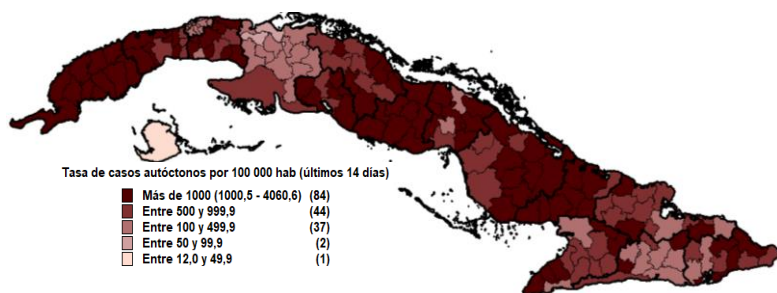 Tasa de casos autóctonos por 100 000 hab (últimos 14 días)
Más de 1000 (1000,5 - 4060,6) (84)
Entre 500 y 999,9 (44)
Entre 100 y 499,9 (37)
Entre 50 y 99,9 (2)
Entre 12,0 y 49,9 (1)